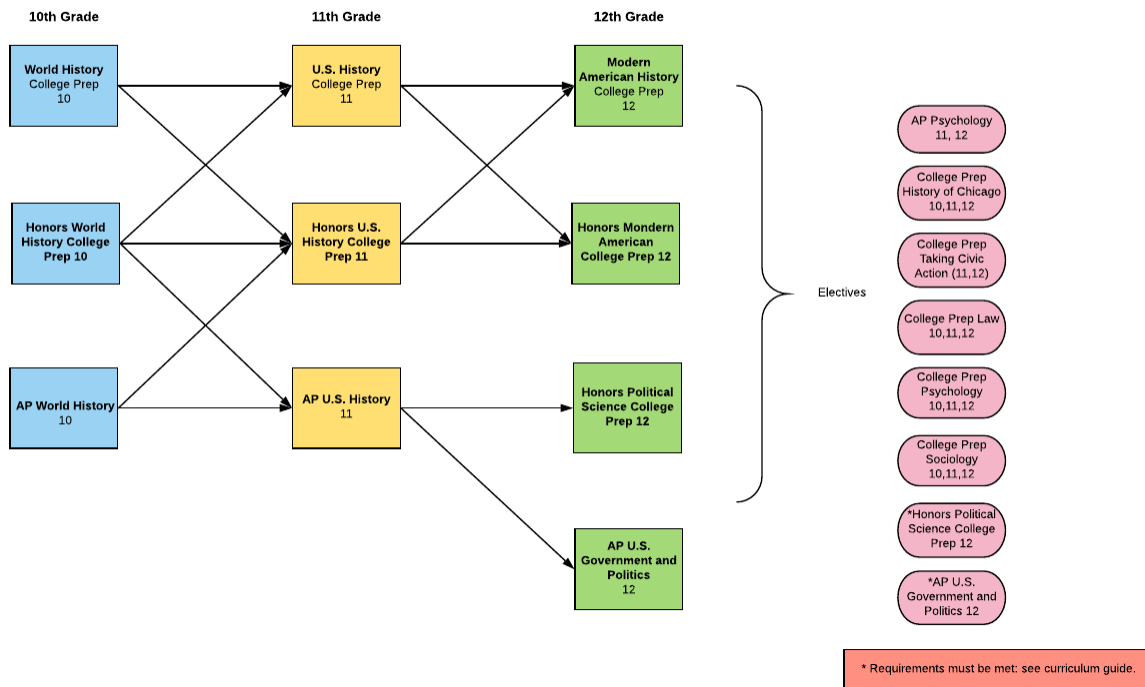 10th Grade
11th Grade
12th Grade
World History
College Prep
10
U.S. History
College Prep
11
Modern
American History
College Prep
12
Honors World
History College
Prep 10
Honors U.S.
History College
Prep 11
Honors Mondern
American
College Prep 12
AP World History
10
AP U.S. History
11
Honors Political
Science College
Prep 12
AP U.S.
Government and
Politics
12
Electives
AP Psychology
11, 12
College Prep
History of Chicago
10,11,12
College Prep
Taking Civic
Action (11,12)
College Prep Law
10,11,12
College Prep
Psychology
10,11,12
College Prep
Sociology
10,11,12
*Honors Political
Science College
Prep 12
*AP U.S.
Government and
Politics 12
* Requirements must be met: see curriculum guide.